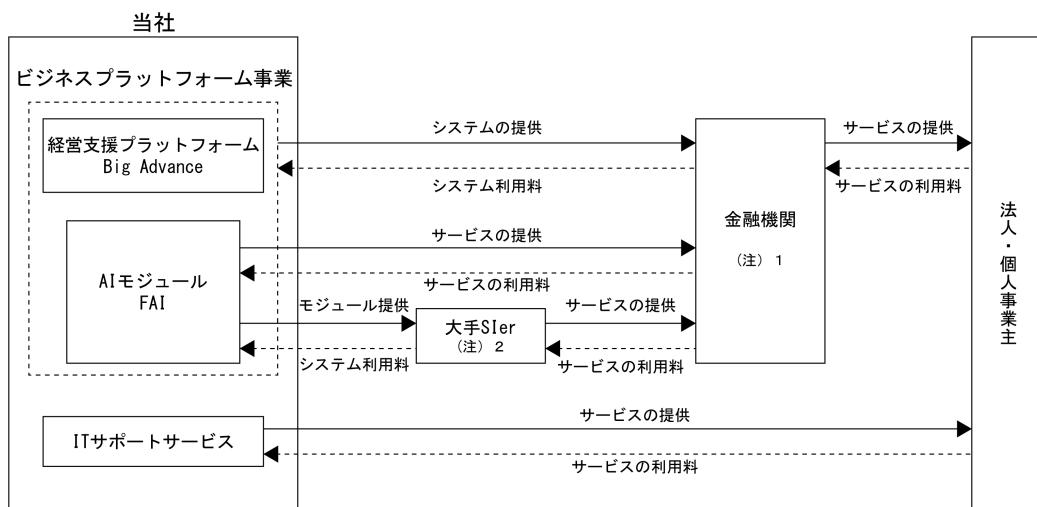 当社
ビジネスプラットフォーム事業
経営支援プラットフォーム
Big Advance
システムの提供
システム利用料
サービスの提供
サービスの利用料
金融機関
(注)1
AIモジュール
FAI
サービスの提供
サービスの利用料
モジュール提供
システム利用料
大手SIer
(注)2
サービスの提供
サービスの利用料
法人・個人事業主
ITサポートサービス
サービスの提供
サービスの利用料